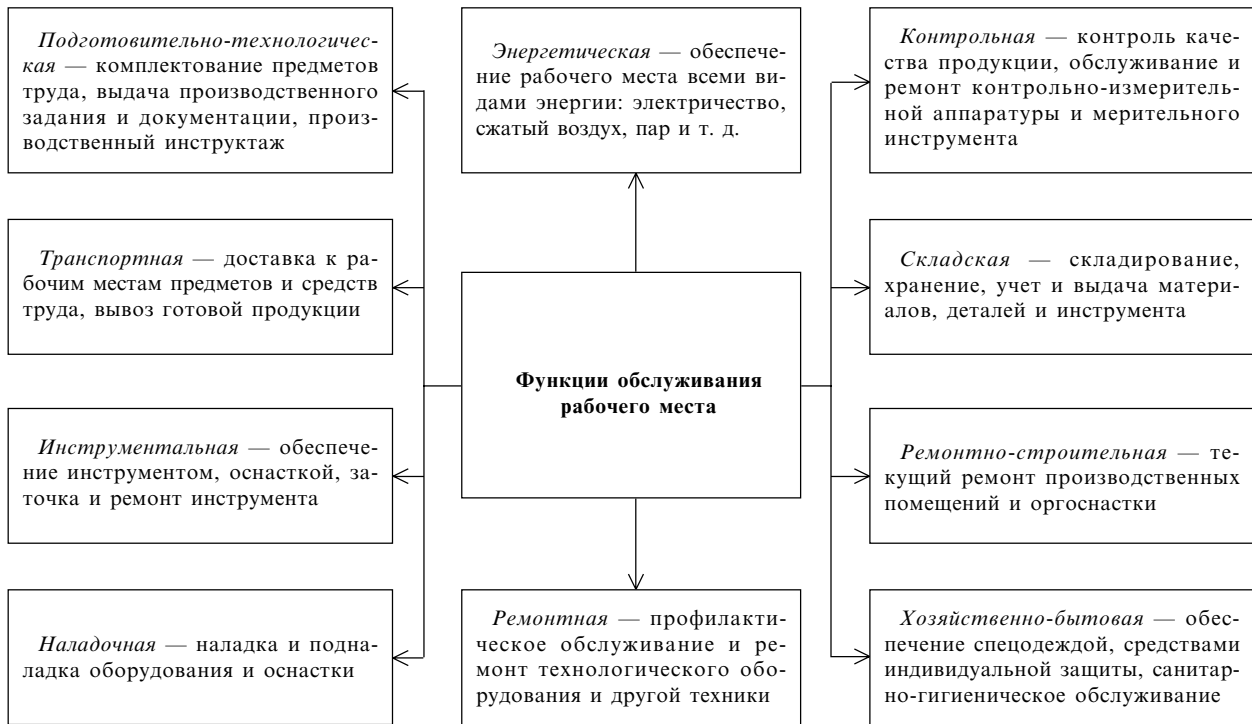 Подготовительно-технологичес-
кая — комплектование предметов
труда, выдача производственного
задания и документации, произ-
водственный инструктаж
Энергетическая — обеспе-
чение рабочего места всеми ви-
дами энергии: электричество,
сжатый воздух, пар и т. д.
Контрольная — контроль каче-
ства продукции, обслуживание и
ремонт контрольно-измеритель-
ной аппаратуры и мерительного
инструмента
Транспортная — доставка к ра-
бочим местам предметов и средств
труда, вывоз готовой продукции
Складская — складирование,
хранение, учет и выдача матери-
алов, деталей и инструмента
Функции обслуживания
рабочего места
Инструментальная — обеспече-
ние инструментом, оснасткой, за-
точка и ремонт инструмента
Ремонтно-строительная — те-
кущий ремонт производственных
помещений и оргоснастки
Наладочная — наладка и подна-
ладка оборудования и оснастки
Ремонтная — профилакти-
ческое обслуживание и ре-
монт технологического обо-
рудования и другой техники
Хозяйственно-бытовая — обес-
печение спецодеждой, средствами
индивидуальной защиты, санитар-
но-гигиеническое обслуживание